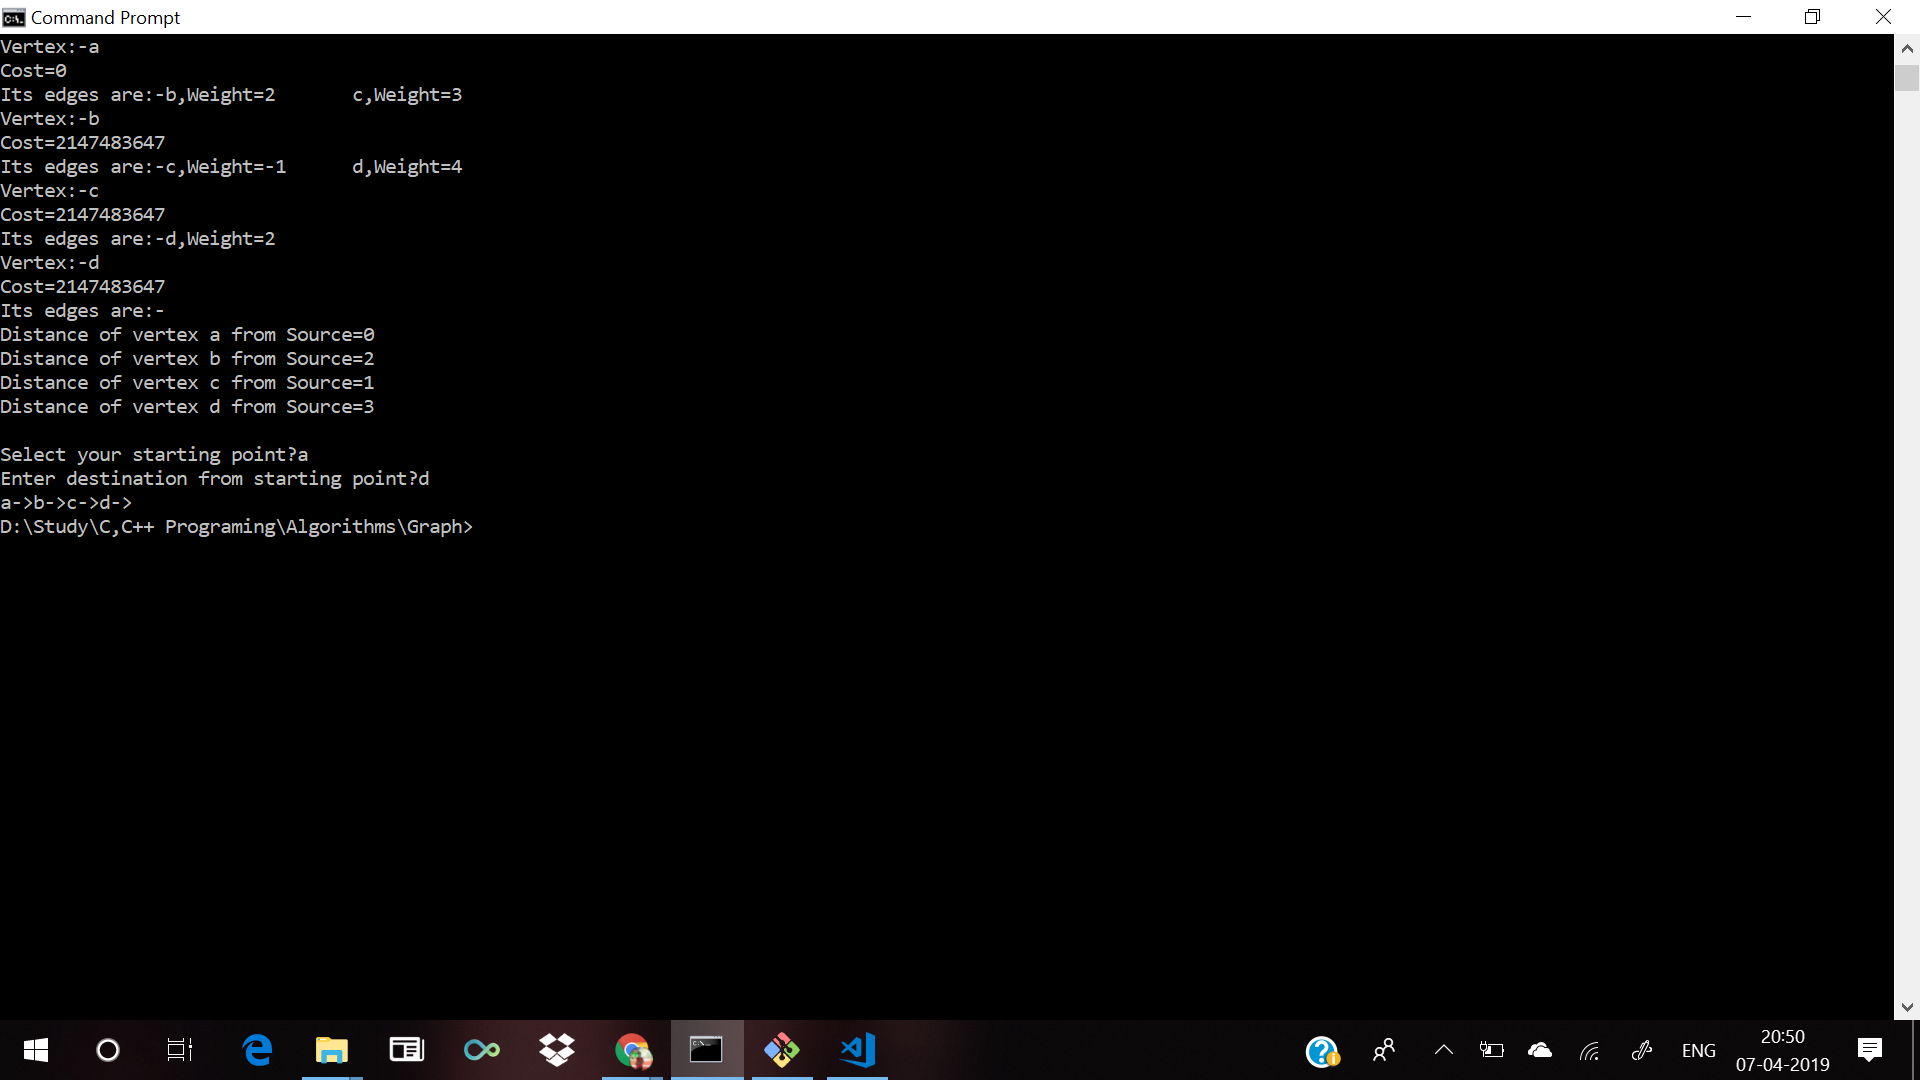 Command Prompt
Vertex:-a
Cost=0
Its edges are:-b,Weight=2       c,Weight=3
Vertex:-b
Cost=2147483647
Its edges are:-c,Weight=-1      d,Weight=4
Vertex:-c
Cost=2147483647
Its edges are:-d,Weight=2
Vertex:-d
Cost=2147483647
Its edges are:-
Distance of vertex a from Source=0
Distance of vertex b from Source=2
Distance of vertex c from Source=1
Distance of vertex d from Source=3
Select your starting point?a
Enter destination from starting point?d
a->b->c->d->
D:\Study\C,C++ Programing\Algorithms\Graph>
ENG
20:50
07-04-2019